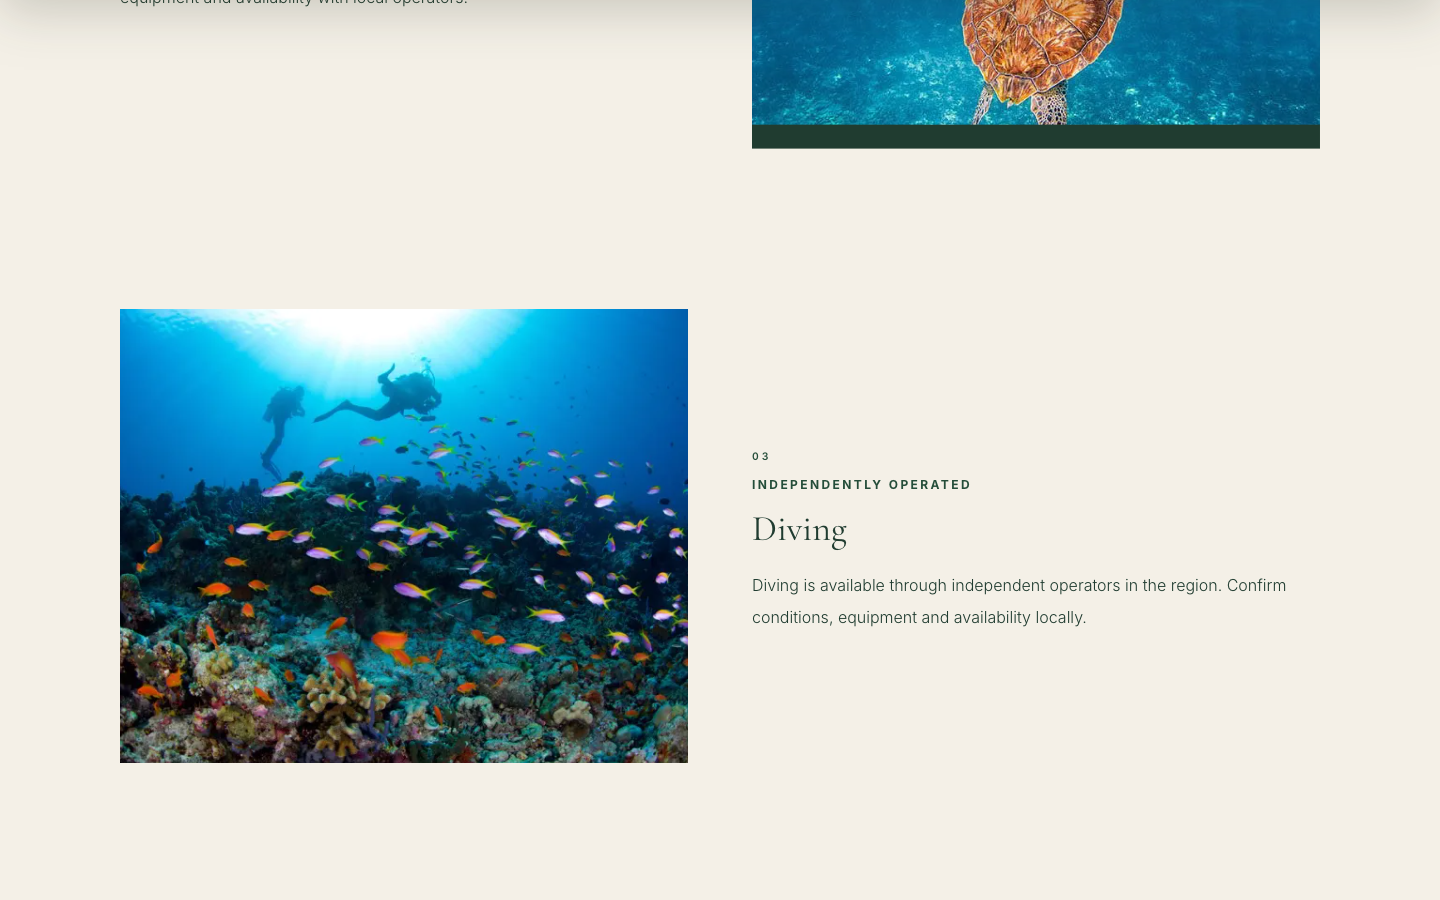 equipment and availability with local operators.
03
INDEPENDENTLY OPERATED
Diving
Diving is available through independent operators in the region. Confirm
conditions, equipment and availability locally.